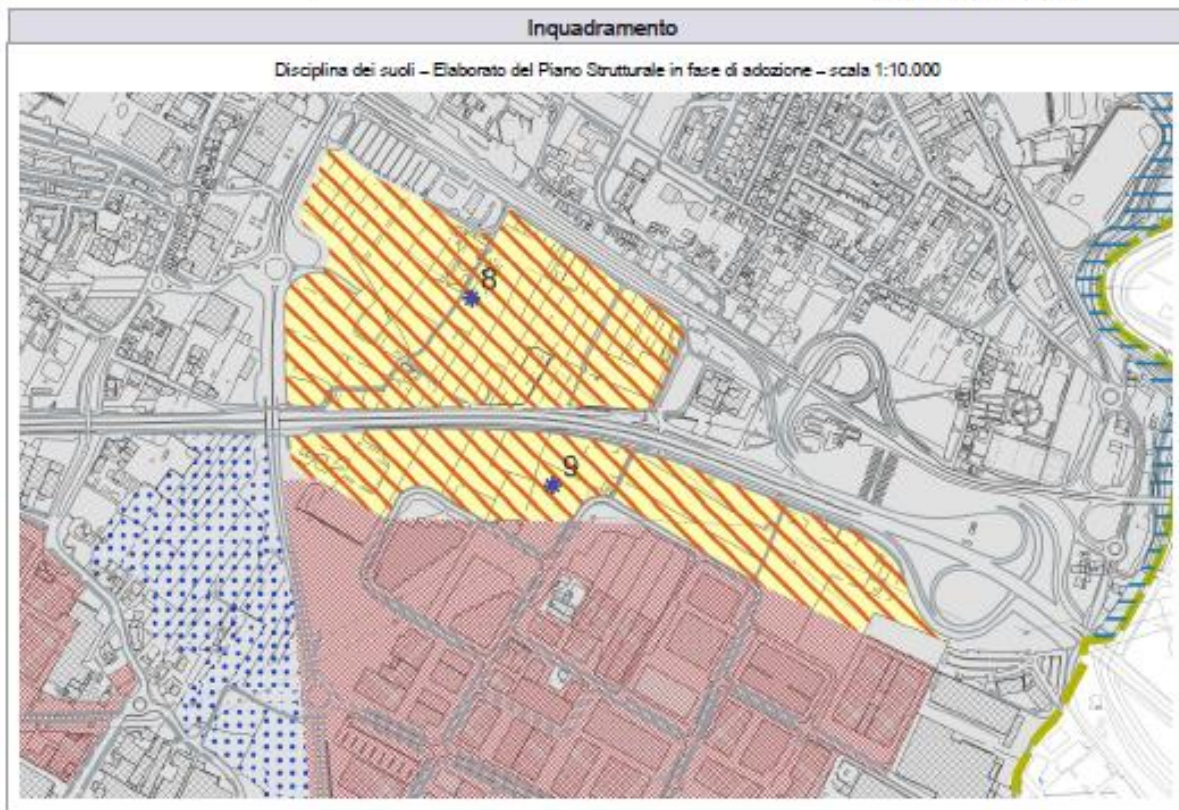 Inquadramento
Disciplina dei suoli – Elaborato del Piano Strutturale in fase di adozione – scala 1:10.000
8
9